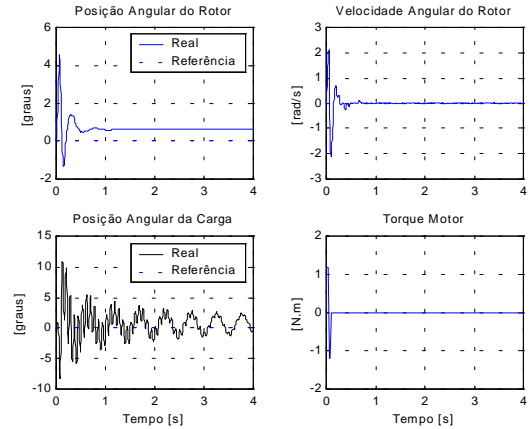 Posição Angular do Rotor
6
4
2
0
-2
[graus]
0 1 2 3 4
Real
Referência
Velocidade Angular do Rotor
3
2
1
0
-1
-2
-3
[rad/s]
0 1 2 3 4
Posição Angular da Carga
15
10
5
0
-5
-10
[graus]
0 1 2 3 4
Tempo [s]
Real
Referência
Torque Motor
2
1
0
-1
-2
[N.m]
0 1 2 3 4
Tempo [s]